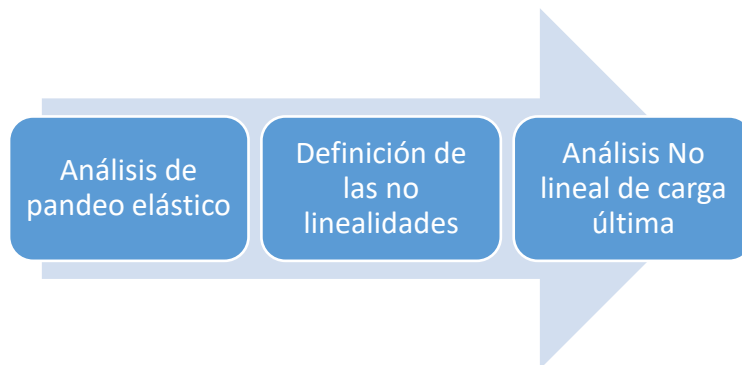 Análisis de
pandeo elástico
Definición de
las no
linealidades
Análisis No
lineal de carga
última